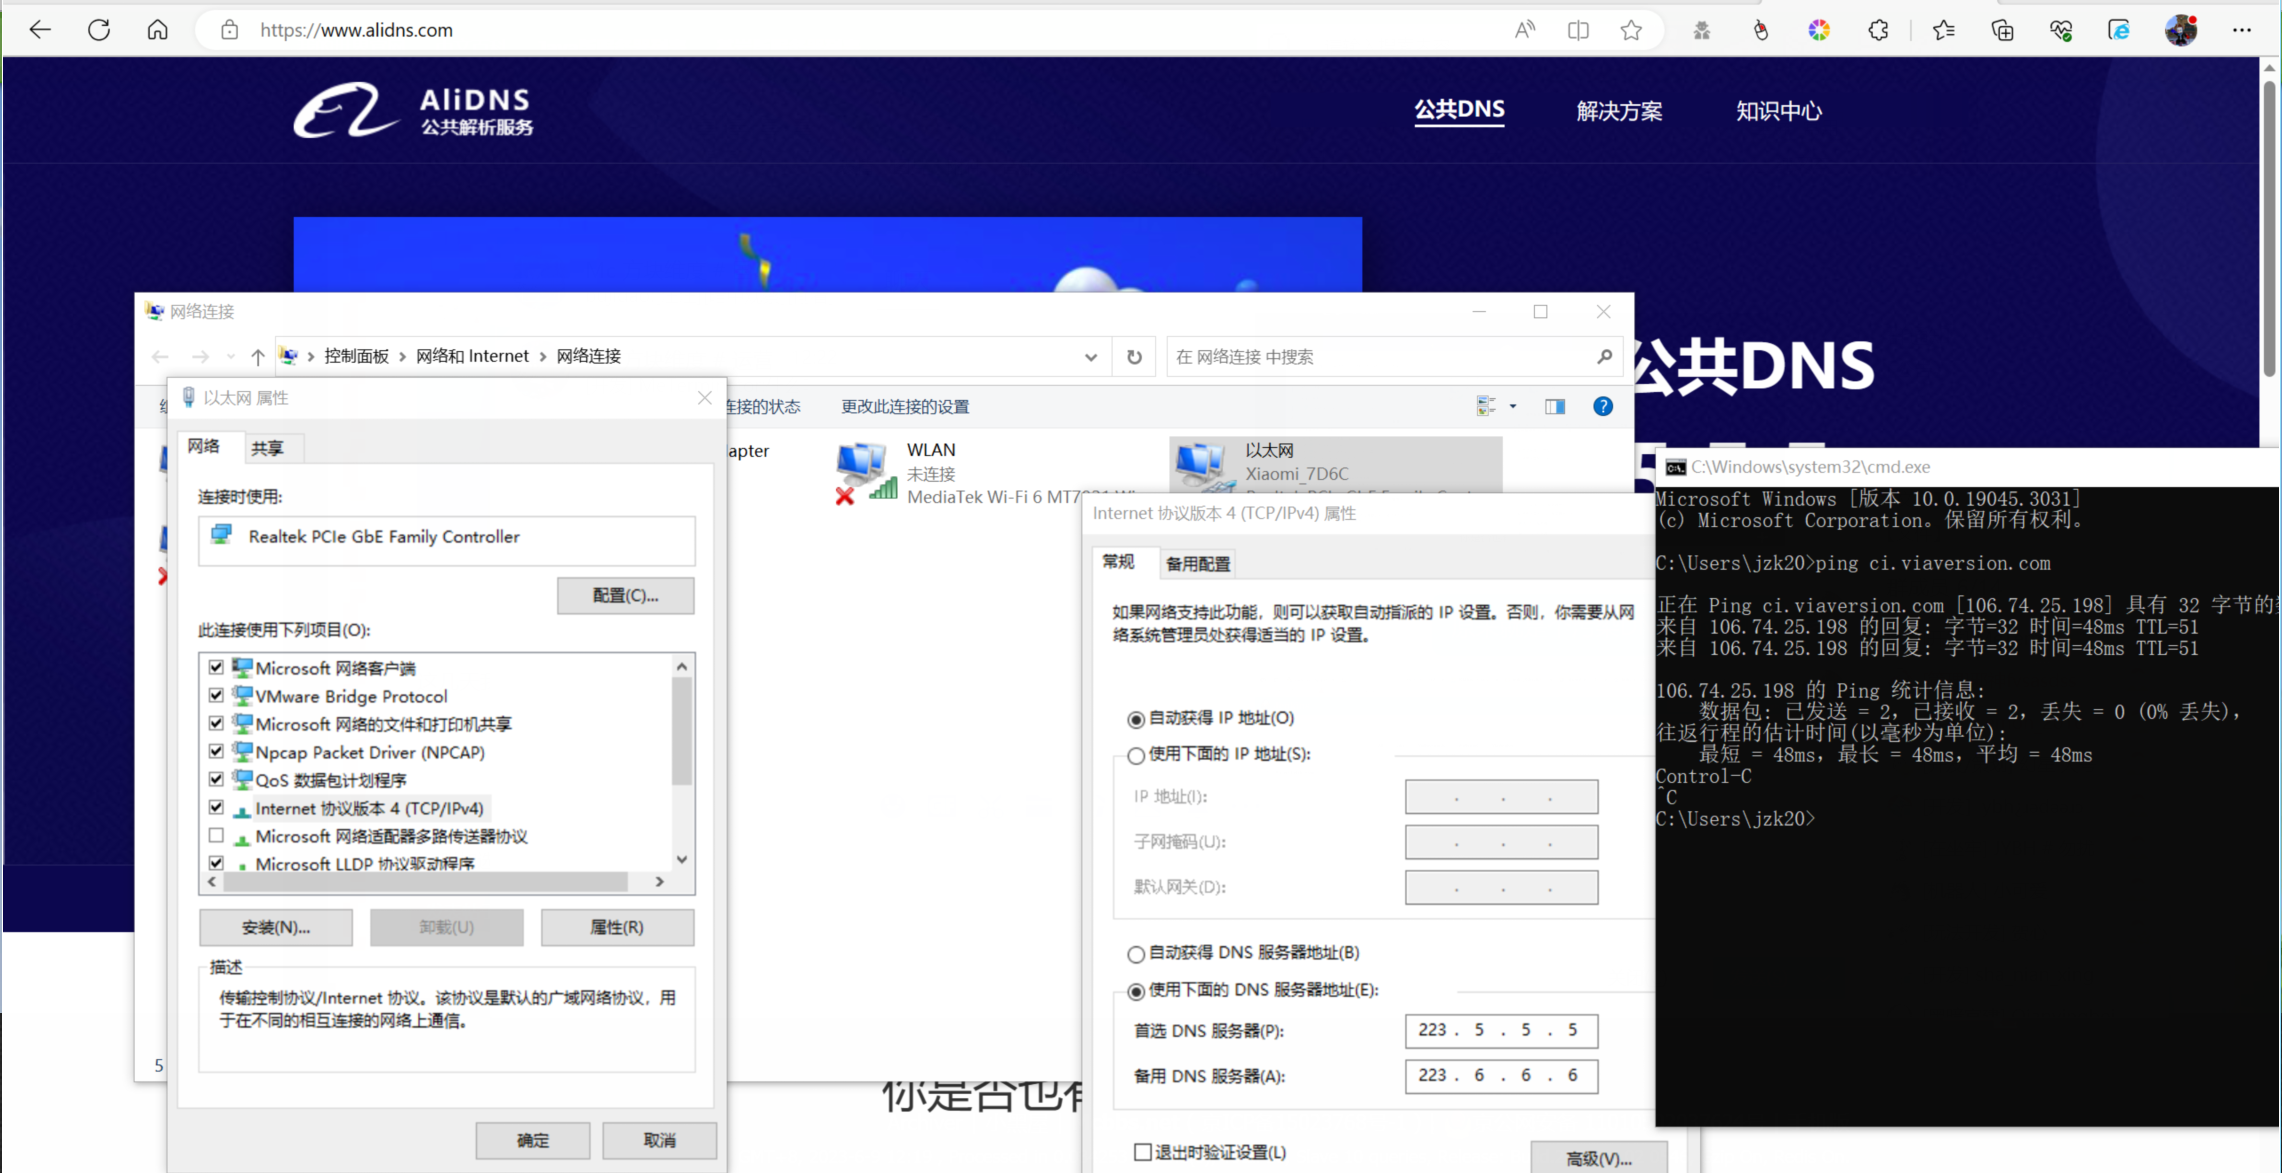 https://www.alidns.com
AliDNS
公共解析服务
公共DNS
解决方案
知识中心
公共DNS
网络连接
控制面板 > 网络和 Internet > 网络连接
在 网络连接 中搜索
连接的状态
更改此连接的设置
apter
WLAN
未连接
MediaTek Wi-Fi 6 MT7921
以太网
Xiaomi_7D6C
以太网 属性
网络
共享
连接时使用:
Realtek PCIe GbE Family Controller
配置(C)...
此连接使用下列项目(O):
Microsoft 网络客户端
VMware Bridge Protocol
Microsoft 网络的文件和打印机共享
Npcap Packet Driver (NPCAP)
QoS 数据包计划程序
Internet 协议版本 4 (TCP/IPv4)
Microsoft 网络适配器多路传送器协议
Microsoft LLDP 协议驱动程序
安装(N)...
卸载(U)
属性(R)
描述
传输控制协议/Internet 协议。该协议是默认的广域网络协议，用
于在不同的相互连接的网络上通信。
确定
取消
5
你是否也有
Internet 协议版本 4 (TCP/IPv4) 属性
常规
备用配置
如果网络支持此功能，则可以获取自动指派的 IP 设置。否则，你需要从网
络系统管理员处获得适当的 IP 设置。
自动获得 IP 地址(O)
使用下面的 IP 地址(S):
IP 地址(I):
子网掩码(U):
默认网关(D):
自动获得 DNS 服务器地址(B)
使用下面的 DNS 服务器地址(E):
首选 DNS 服务器(P):
223 . 5 . 5 . 5
备用 DNS 服务器(A):
223 . 6 . 6 . 6
退出时验证设置(L)
高级(V)...
C:\Windows\system32\cmd.exe
Microsoft Windows [版本 10.0.19045.3031]
(c) Microsoft Corporation。保留所有权利。
C:\Users\jzk20>ping ci.viaversion.com
正在 Ping ci.viaversion.com [106.74.25.198] 具有 32 字节的
来自 106.74.25.198 的回复: 字节=32 时间=48ms TTL=51
来自 106.74.25.198 的回复: 字节=32 时间=48ms TTL=51
106.74.25.198 的 Ping 统计信息:
数据包: 已发送 = 2，已接收 = 2，丢失 = 0 (0% 丢失)，
往返行程的估计时间(以毫秒为单位):
最短 = 48ms，最长 = 48ms，平均 = 48ms
Control-C
^C
C:\Users\jzk20>